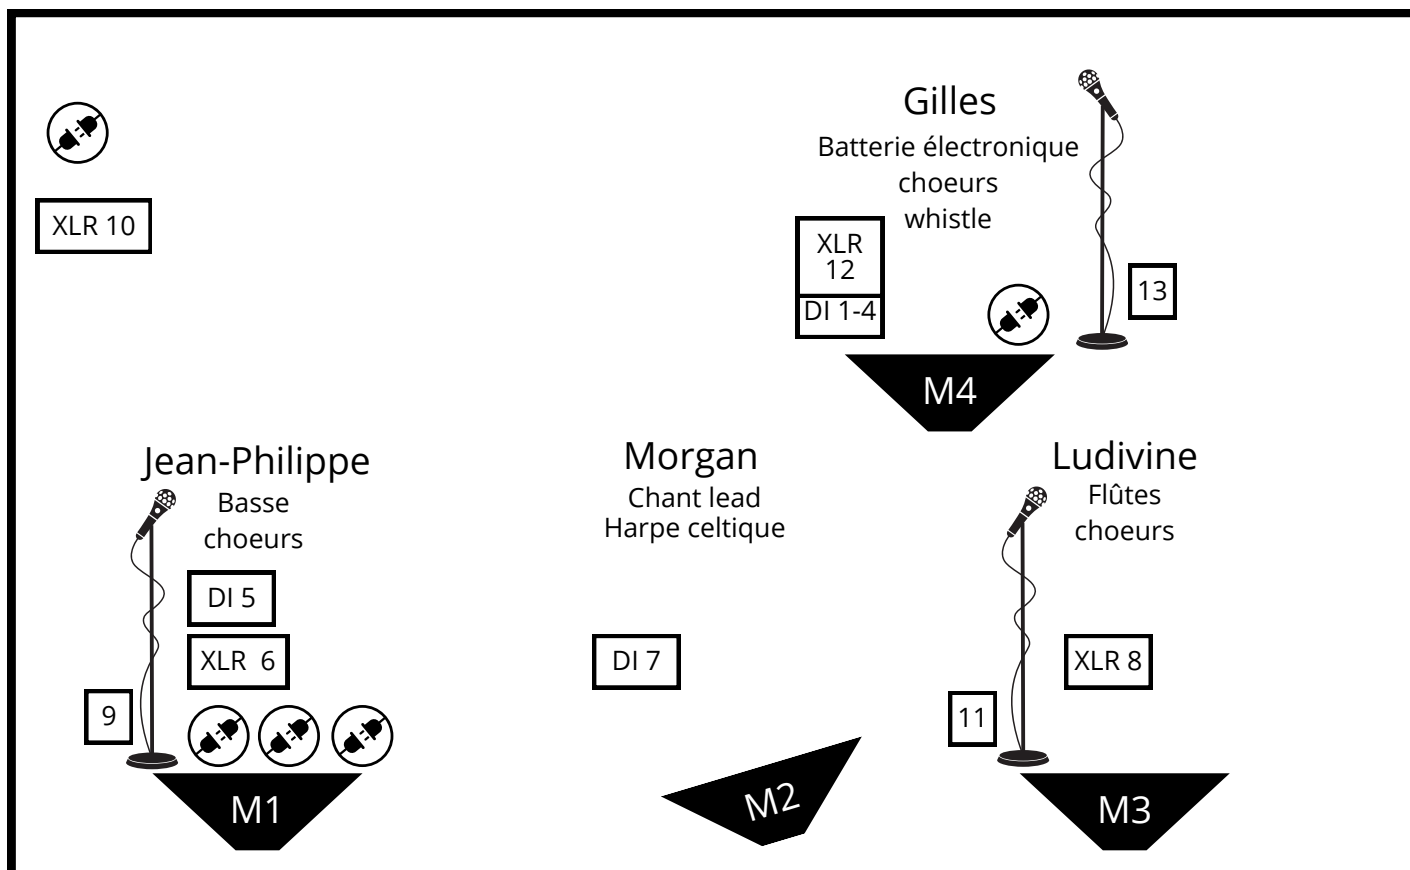 Gilles
Batterie électronique
choeurs
whistle
XLR 10
XLR
12
DI 1-4
13
M4
Jean-Philippe
Basse
choeurs
DI 5
XLR 6
9
M1
Morgan
Chant lead
Harpe celtique
DI 7
M2
Ludivine
Flûtes
choeurs
XLR 8
11
M3